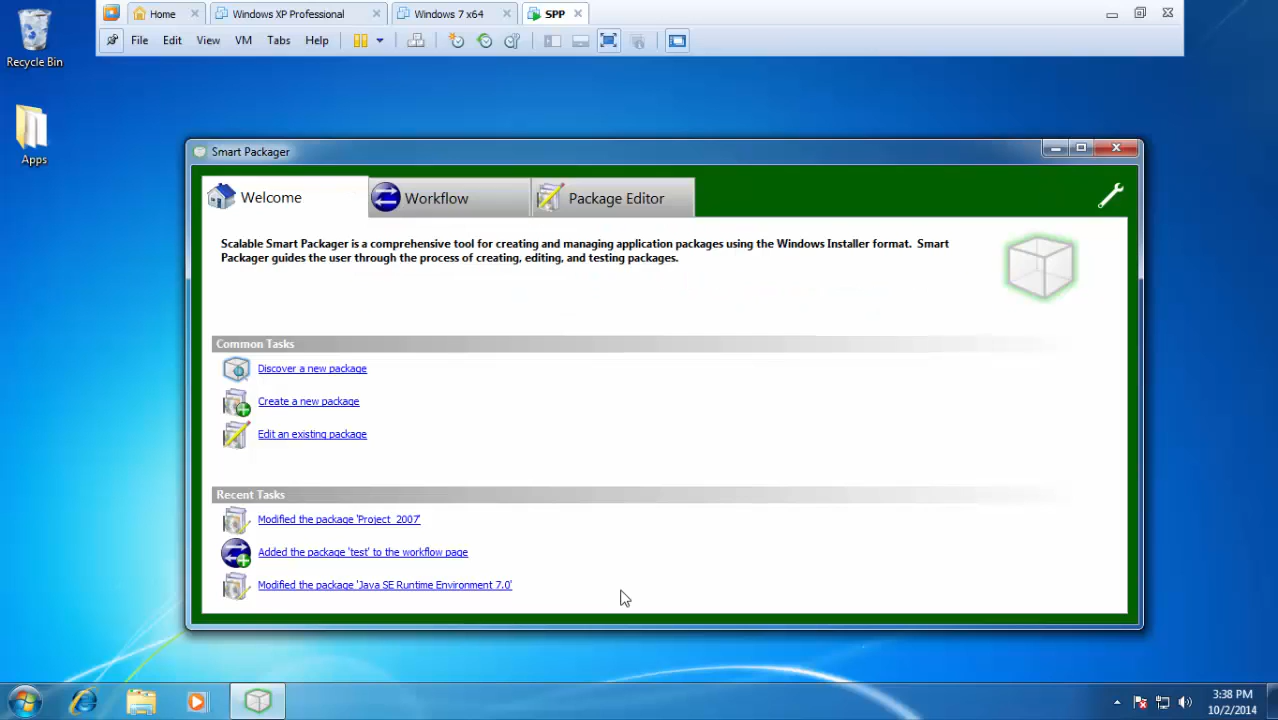 Home
Windows XP Professional
Windows 7 x64
SPP
File Edit View VM Tabs Help
Recycle Bin
Apps
Smart Packager
Welcome
Workflow
Package Editor
Scalable Smart Packager is a comprehensive tool for creating and managing application packages using the Windows Installer format. Smart
Packager guides the user through the process of creating, editing, and testing packages.
Common Tasks
Discover a new package
Create a new package
Edit an existing package
Recent Tasks
Modified the package 'Project_2007'
Added the package 'test' to the workflow page
Modified the package 'Java SE Runtime Environment 7.0'
3:38 PM
10/2/2014